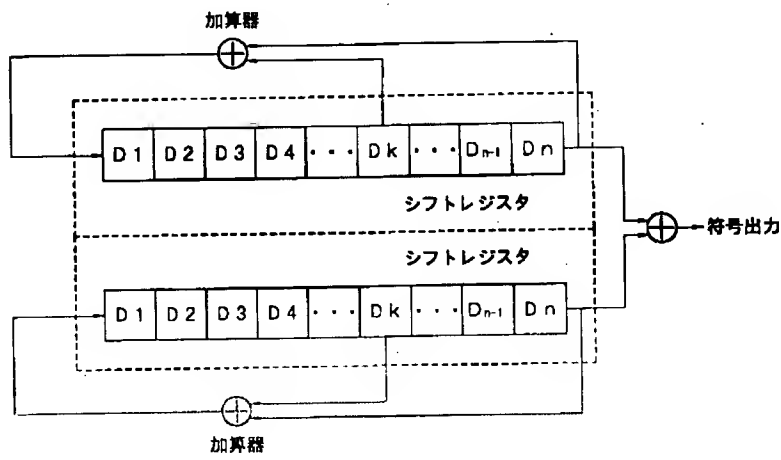 加算器
D1 D2 D3 D4 ・・・ Dk ・・・ Dn-1 Dn
シフトレジスタ
符号出力
シフトレジスタ
D1 D2 D3 D4 ・・・ Dk ・・・ Dn-1 Dn
加算器